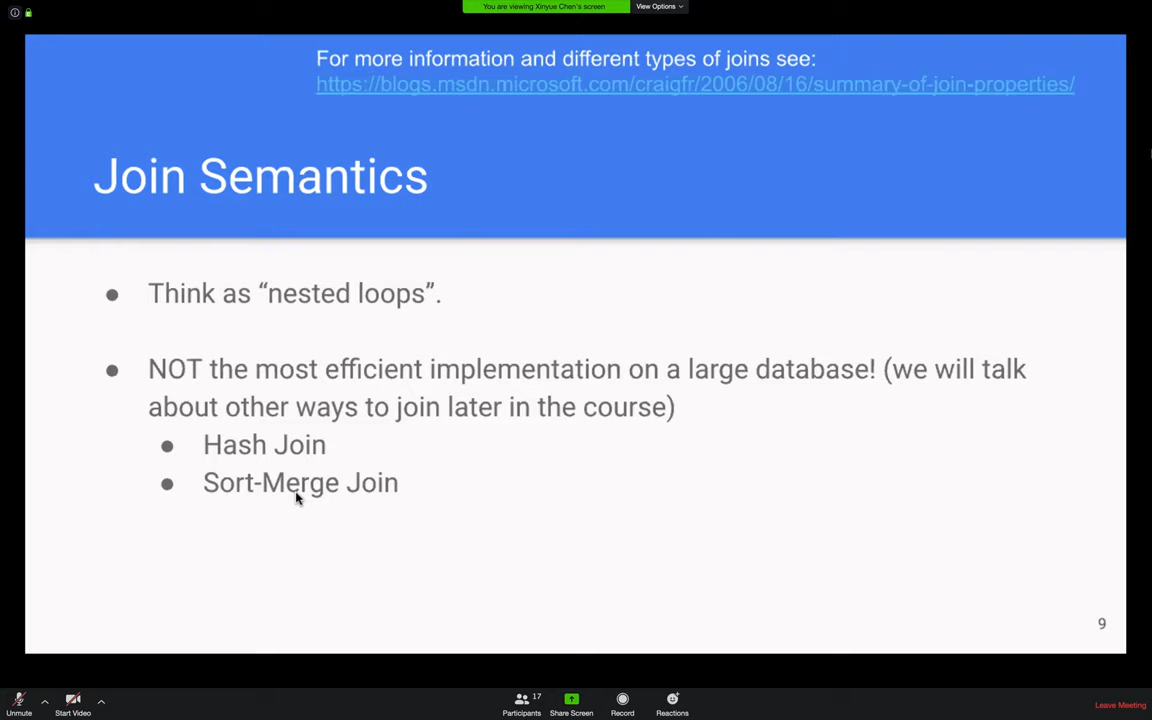 You are viewing Xinyue Chen's screen
View Options
For more information and different types of joins see:
https://blogs.msdn.microsoft.com/craigfr/2006/08/16/summary-of-join-properties/
Join Semantics
● Think as “nested loops”.
● NOT the most efficient implementation on a large database! (we will talk
about other ways to join later in the course)
● Hash Join
● Sort-Merge Join
9
Unmute
Start Video
17
Participants
Share Screen
Record
Reactions
Leave Meeting